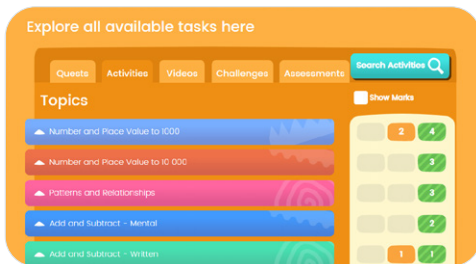 Explore all available tasks here
Quests Activities Videos Challenges Assessments Search Activities
Topics Show Marks
Number and Place Value to 1000 2 4
Number and Place Value to 10 000 3
Patterns and Relationships 3
Add and Subtract - Mental 2
Add and Subtract - Written 1 1